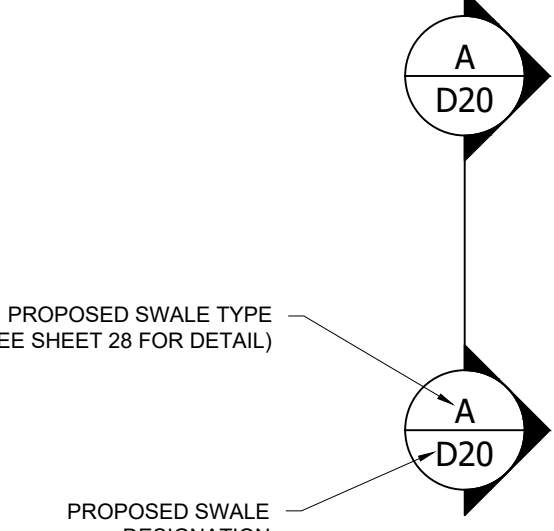 A
D20
PROPOSED SWALE TYPE
EE SHEET 28 FOR DETAIL)
A
D20
PROPOSED SWALE
DESIGNATION